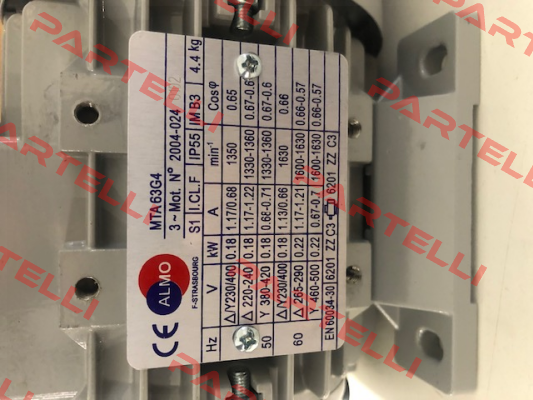 MTA63G4
3~Mot. N° 2004-024
S1 I.CL.F IP55 IM B3 4.4 kg
Hz V kW A min⁻¹ Cosφ
Δ/Y 230/400 0.18 1.17/0.68 1350 0.65
Δ 220-240 0.18 1.17-1.22 1330-1360 0.67-0.6
50 Y 380-420 0.18 0.68-0.71 1330-1360 0.67-0.6
Δ/Y 230/400 0.18 1.13/0.66 1630 0.66
60 Δ 265-290 0.22 1.17-1.21 1600-1630 0.66-0.57
Y 460-500 0.22 0.67-0.7 1600-1630 0.66-0.57
EN 60034-30 6201 ZZ C3 6201 ZZ C3
CE ALMO
F-STRASBOURG
PARTELLI
PARTELLI
PARTELLI
PARTELLI